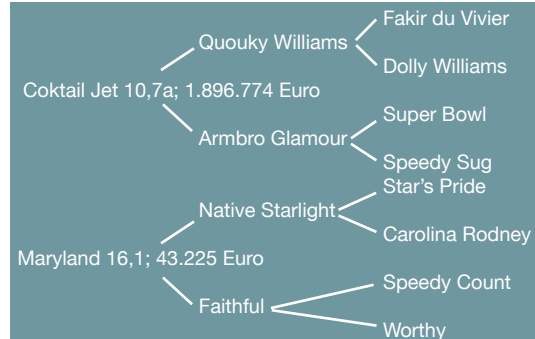 Fakir du Vivier
Quouky Williams
Dolly Williams
Coktail Jet 10,7a; 1.896.774 Euro
Super Bowl
Armbro Glamour
Speedy Sug
Star’s Pride
Native Starlight
Carolina Rodney
Maryland 16,1; 43.225 Euro
Speedy Count
Faithful
Worthy